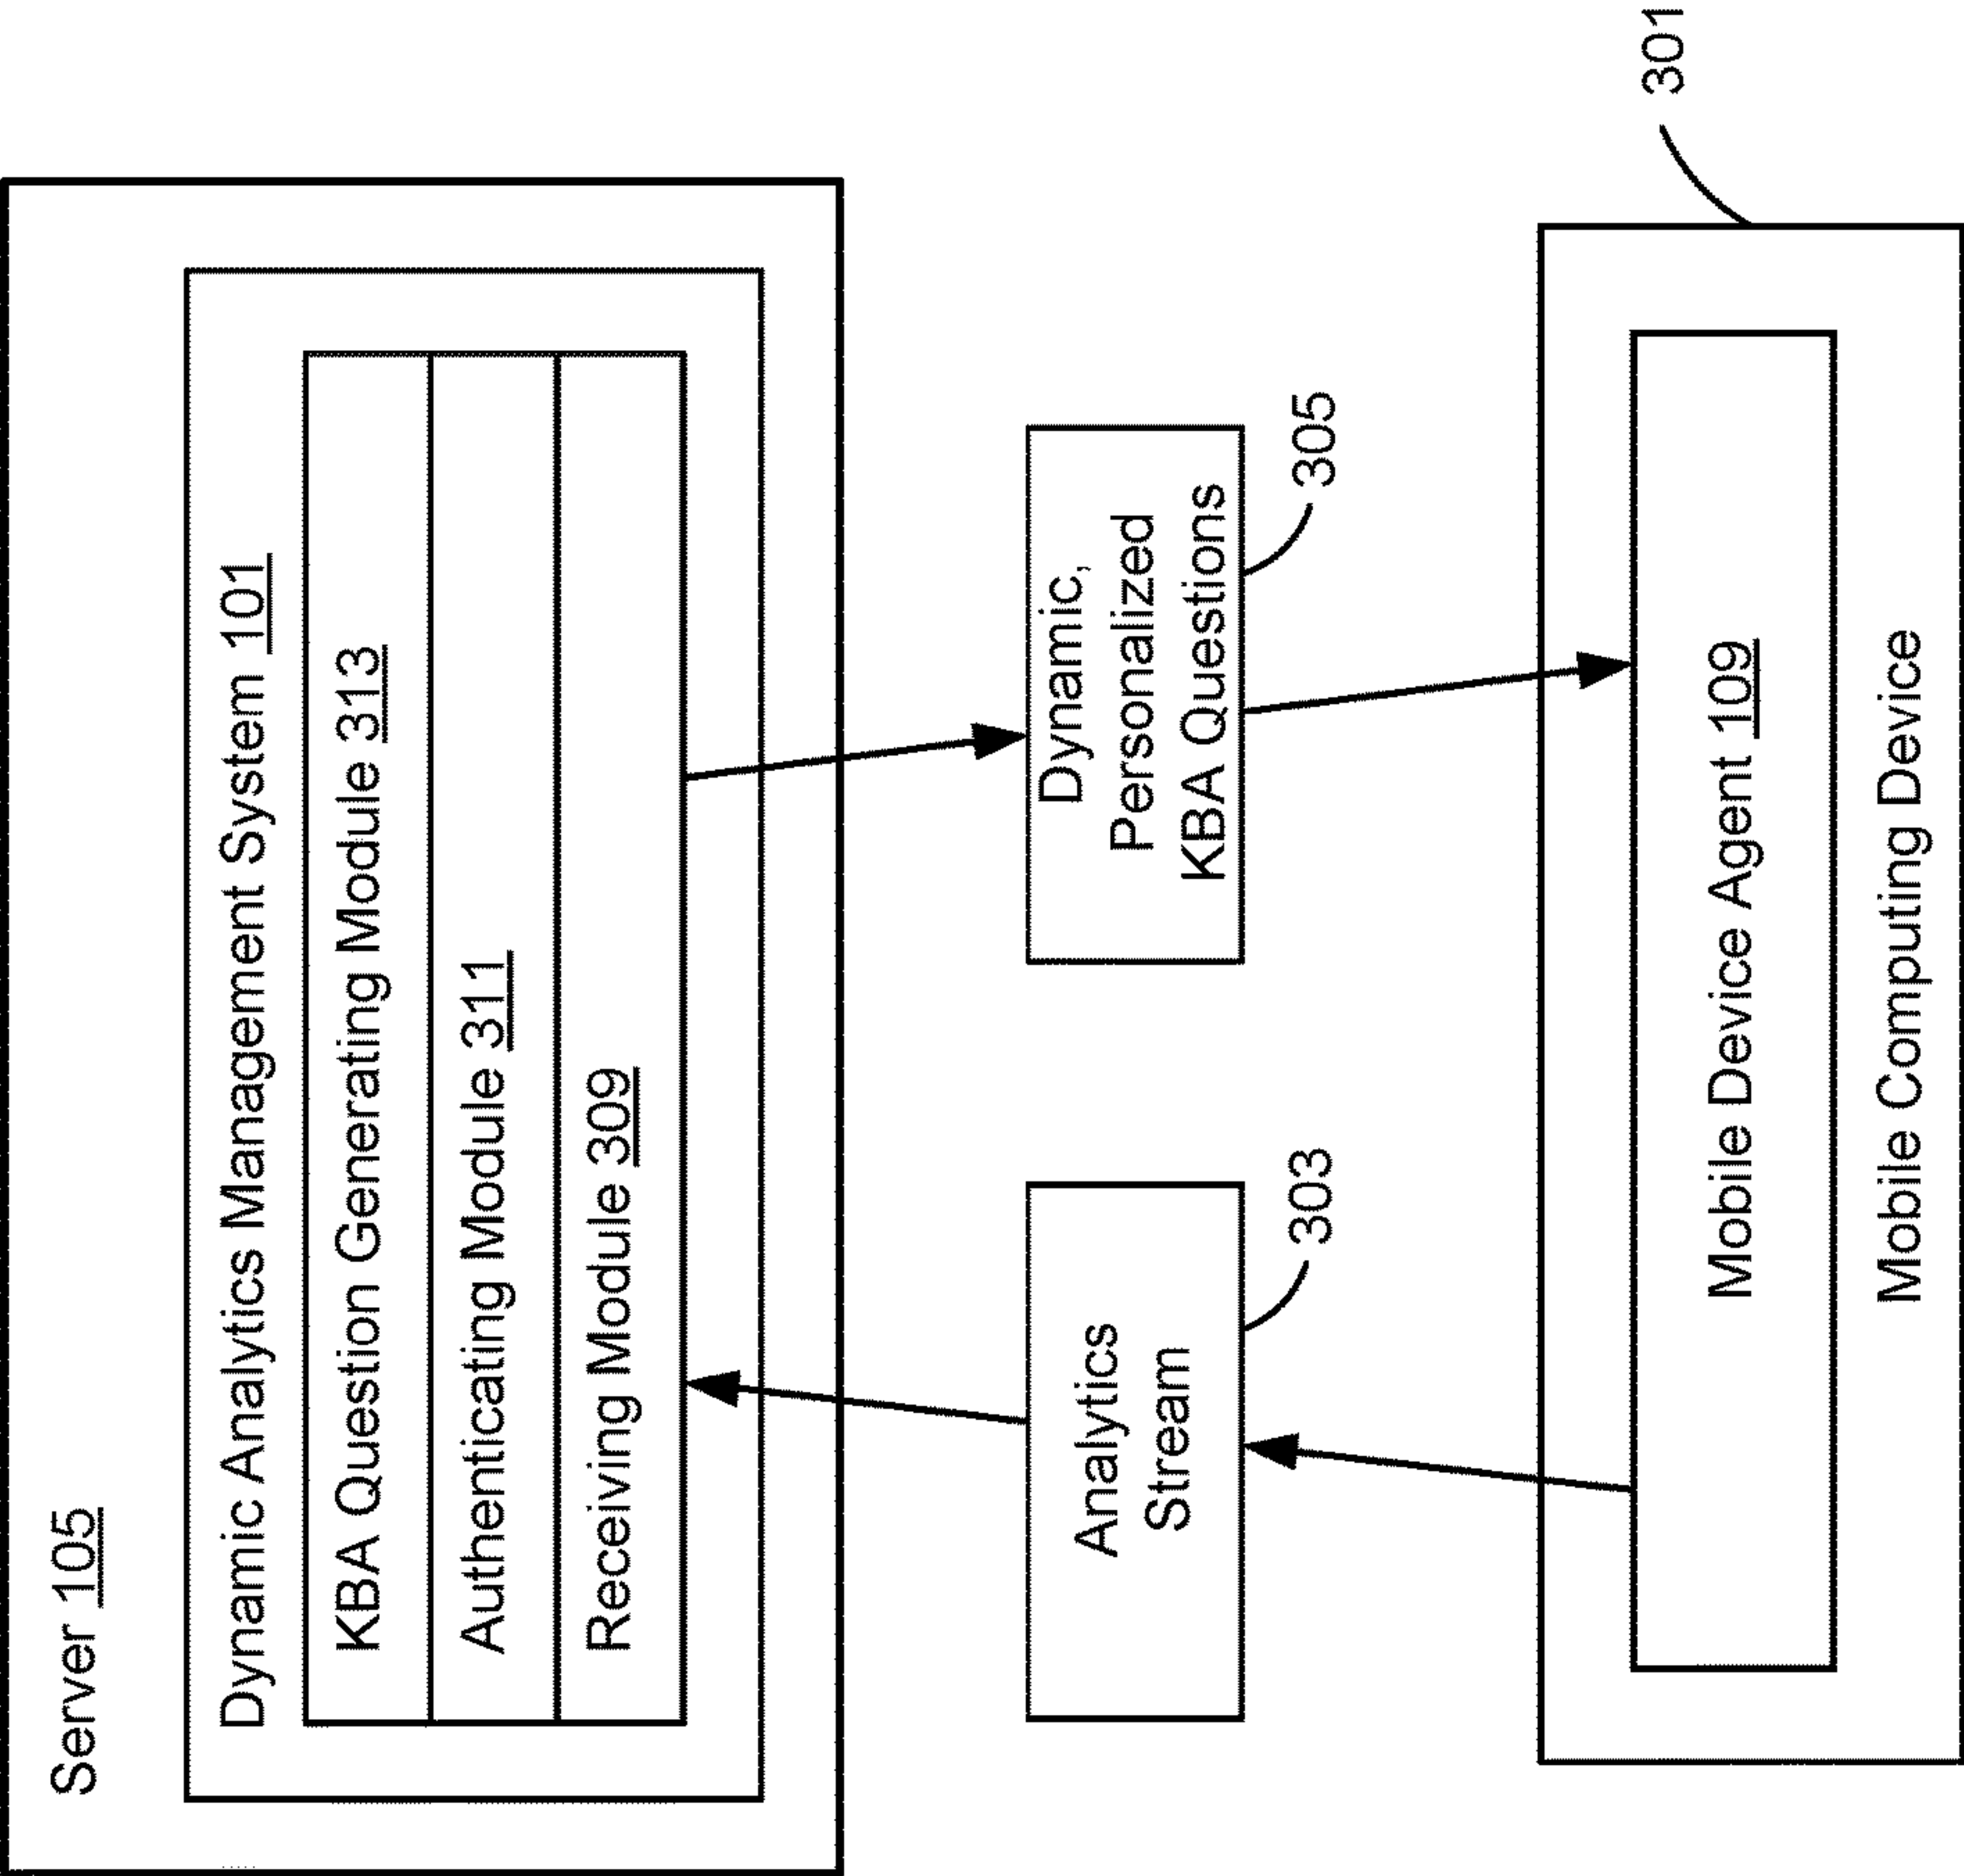 Server 105
Dynamic Analytics Management System 101
KBA Question Generating Module 313
Authenticating Module 311
Receiving Module 309
Analytics
Stream
303
Dynamic,
Personalized
KBA Questions
305
Mobile Device Agent 109
Mobile Computing Device
301